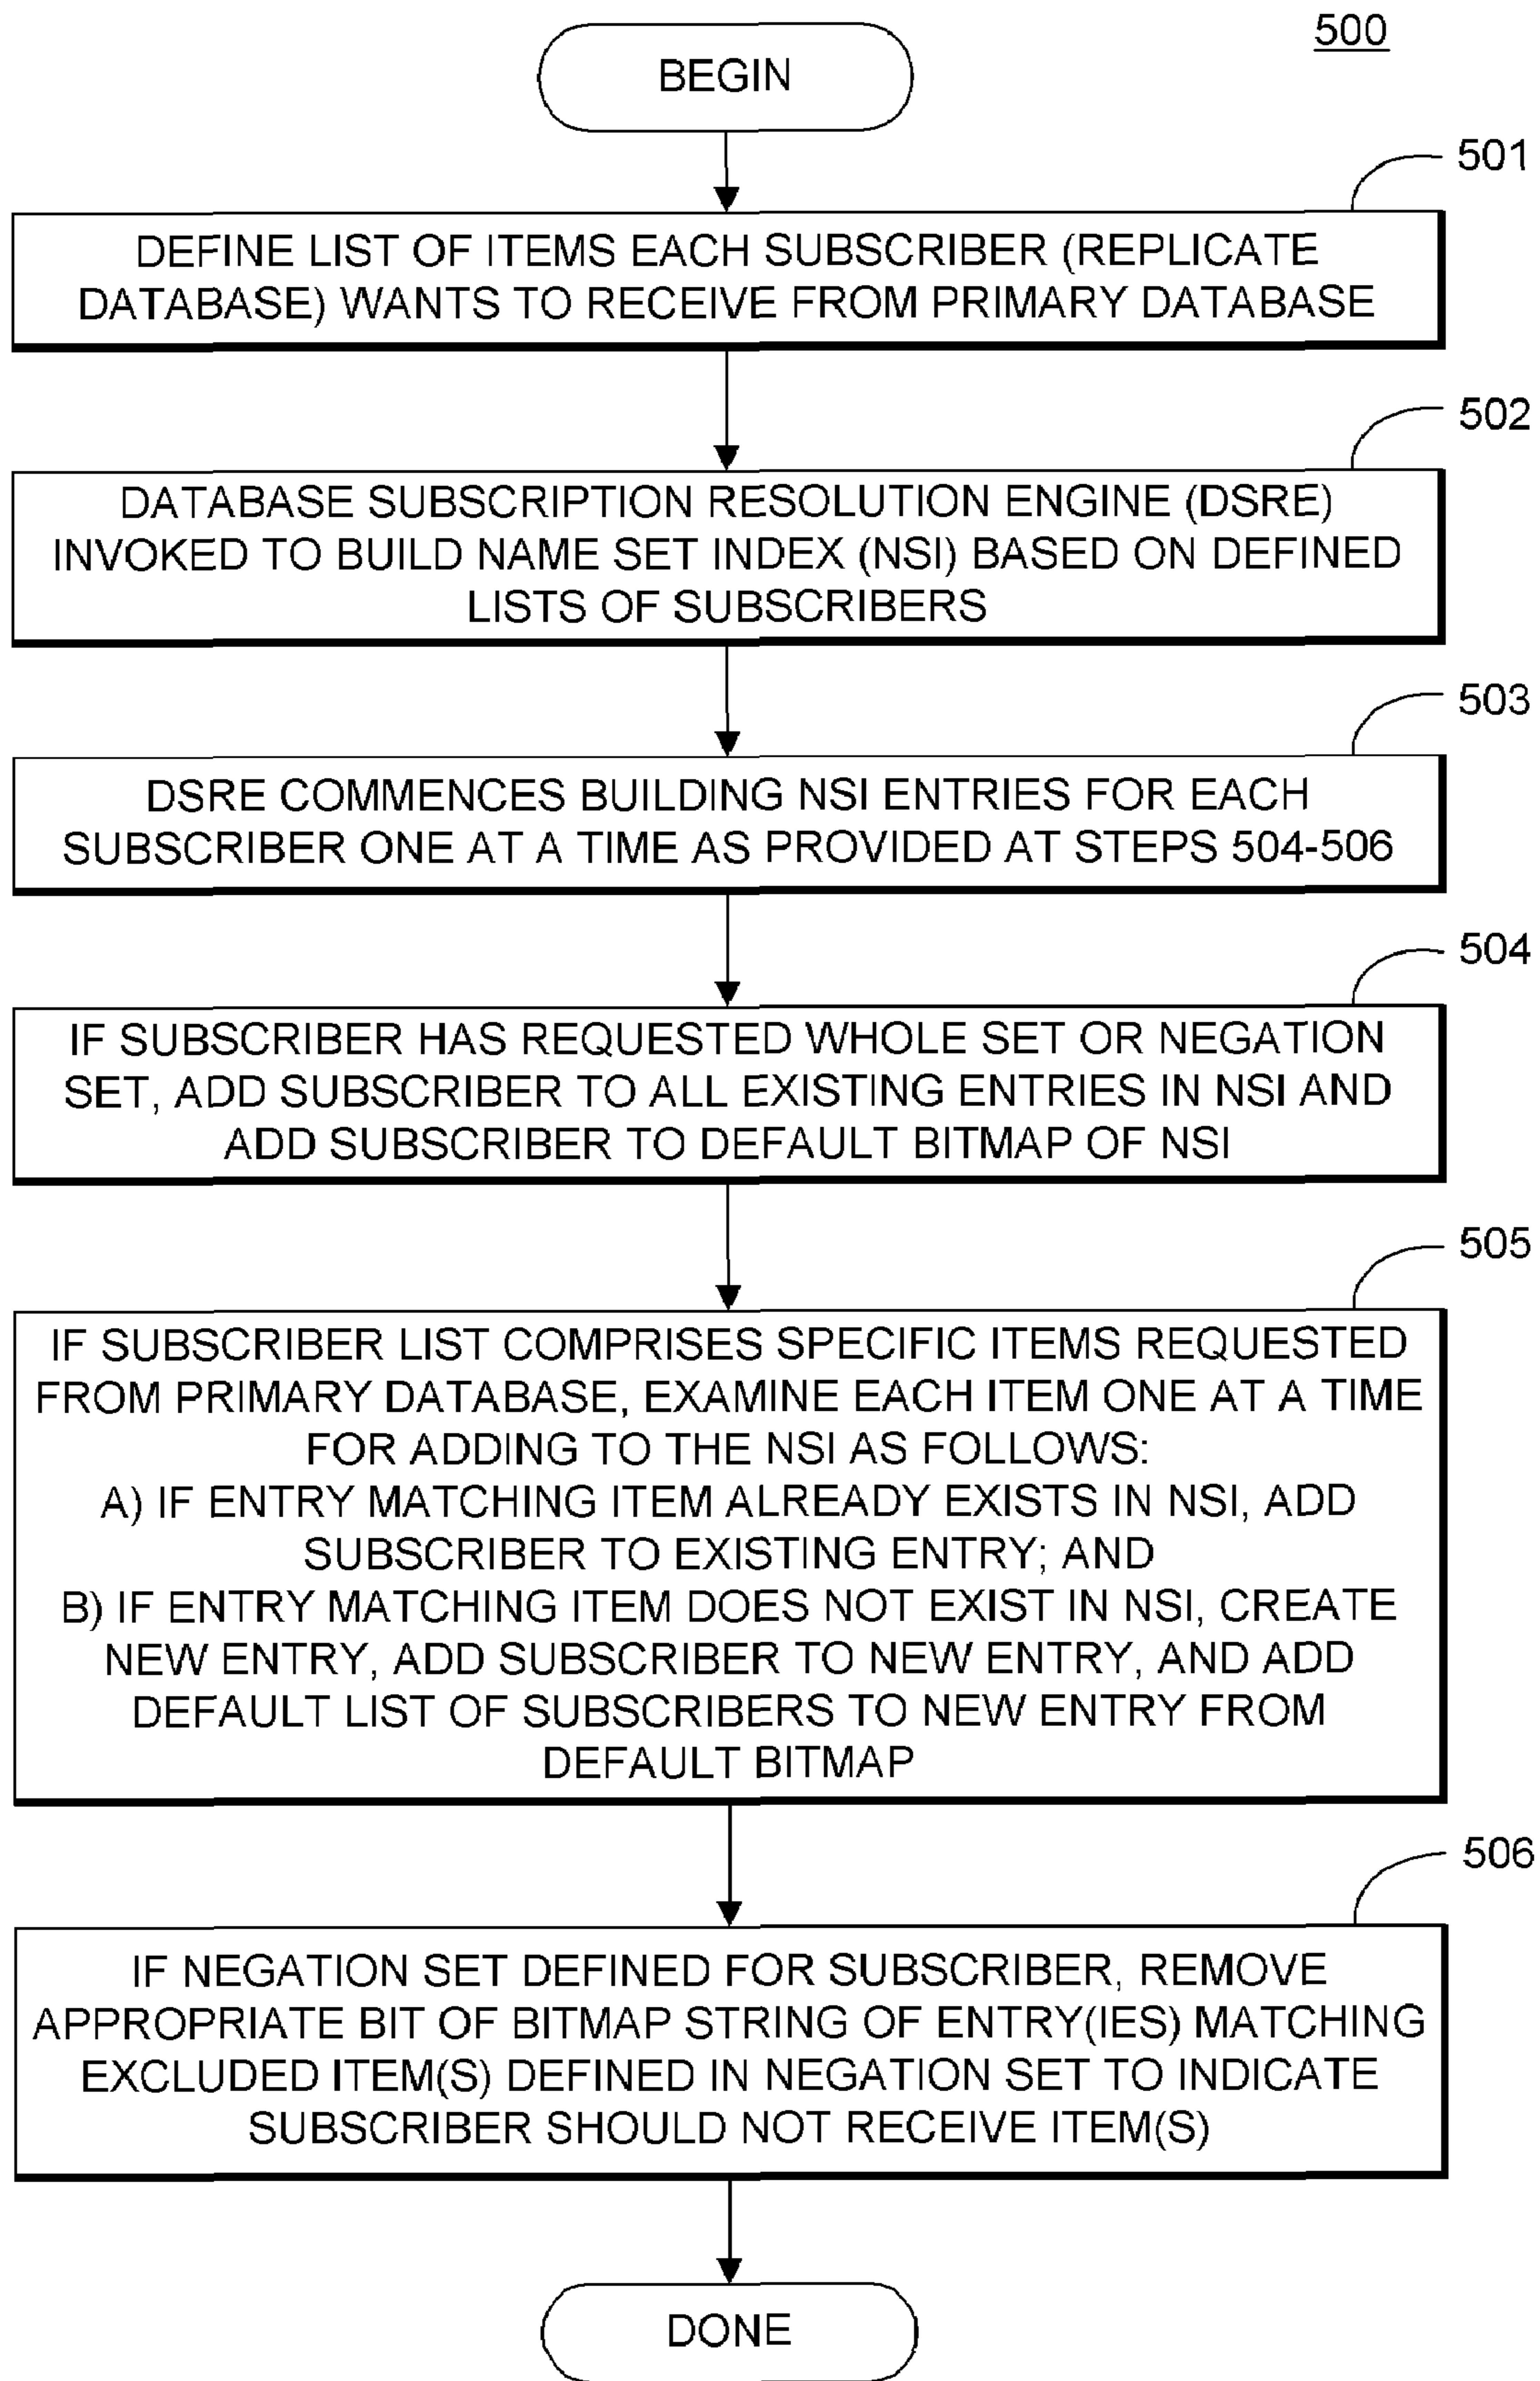 500
BEGIN
501
DEFINE LIST OF ITEMS EACH SUBSCRIBER (REPLICATE
DATABASE) WANTS TO RECEIVE FROM PRIMARY DATABASE
502
DATABASE SUBSCRIPTION RESOLUTION ENGINE (DSRE)
INVOKED TO BUILD NAME SET INDEX (NSI) BASED ON DEFINED
LISTS OF SUBSCRIBERS
503
DSRE COMMENCES BUILDING NSI ENTRIES FOR EACH
SUBSCRIBER ONE AT A TIME AS PROVIDED AT STEPS 504-506
504
IF SUBSCRIBER HAS REQUESTED WHOLE SET OR NEGATION
SET, ADD SUBSCRIBER TO ALL EXISTING ENTRIES IN NSI AND
ADD SUBSCRIBER TO DEFAULT BITMAP OF NSI
505
IF SUBSCRIBER LIST COMPRISES SPECIFIC ITEMS REQUESTED
FROM PRIMARY DATABASE, EXAMINE EACH ITEM ONE AT A TIME
FOR ADDING TO THE NSI AS FOLLOWS:
A) IF ENTRY MATCHING ITEM ALREADY EXISTS IN NSI, ADD
SUBSCRIBER TO EXISTING ENTRY; AND
B) IF ENTRY MATCHING ITEM DOES NOT EXIST IN NSI, CREATE
NEW ENTRY, ADD SUBSCRIBER TO NEW ENTRY, AND ADD
DEFAULT LIST OF SUBSCRIBERS TO NEW ENTRY FROM
DEFAULT BITMAP
506
IF NEGATION SET DEFINED FOR SUBSCRIBER, REMOVE
APPROPRIATE BIT OF BITMAP STRING OF ENTRY(IES) MATCHING
EXCLUDED ITEM(S) DEFINED IN NEGATION SET TO INDICATE
SUBSCRIBER SHOULD NOT RECEIVE ITEM(S)
DONE